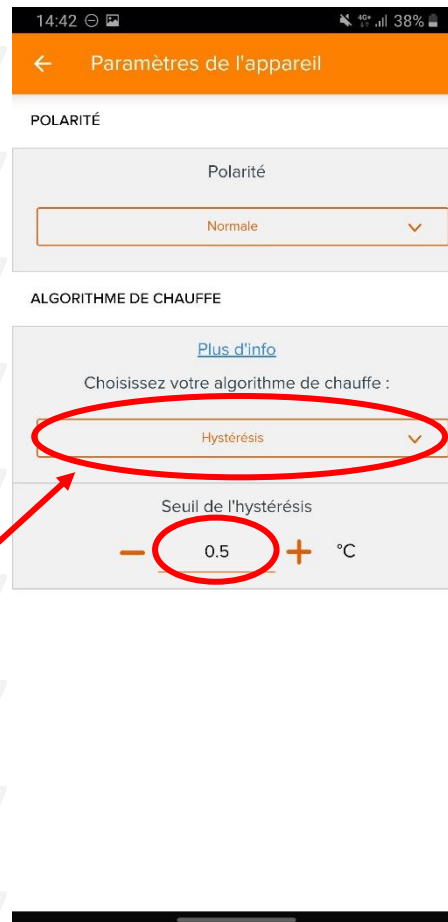 14:42 4G+ 38%
Paramètres de l'appareil
POLARITÉ
Polarité
Normale
ALGORITHME DE CHAUFFE
Plus d'info
Choisissez votre algorithme de chauffe :
Hystérésis
Seuil de l'hystérésis
− 0.5 + °C